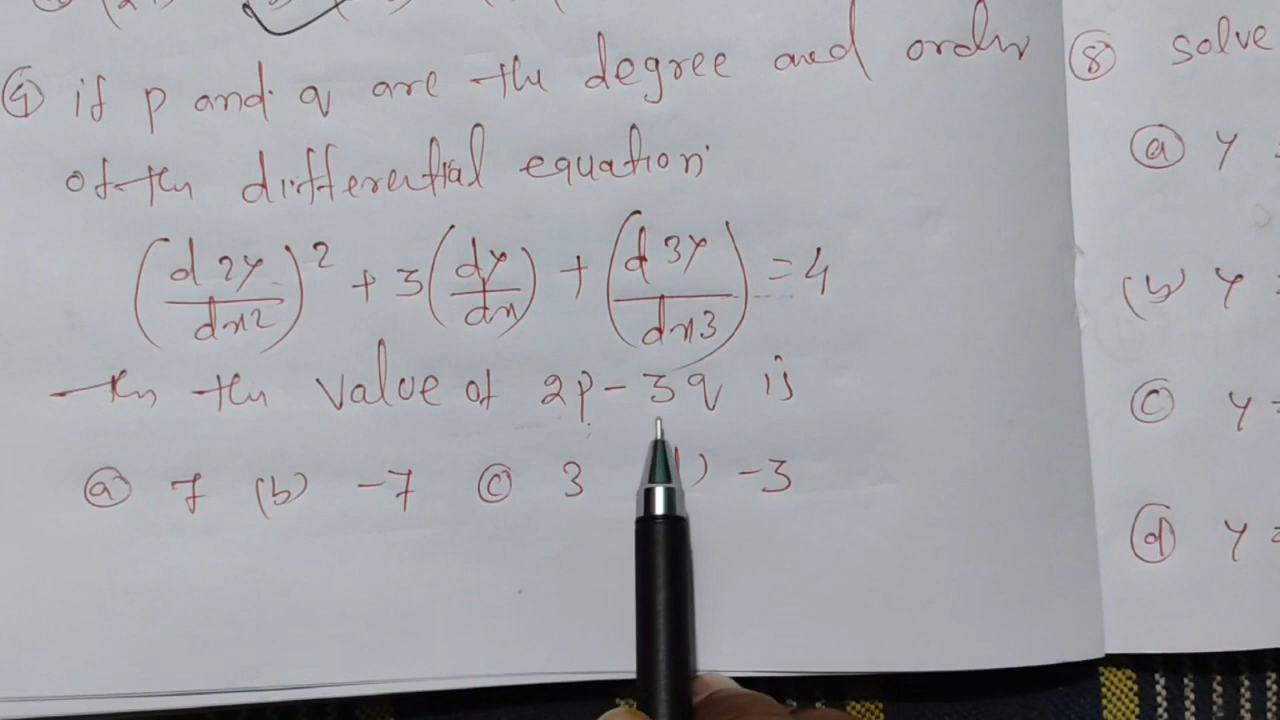 ④ if p and q are the degree and order
of the differential equation
(d2y/dx2)^2 + 3(dy/dx) + (d3y/dx3) = 4
then the value of 2p - 3q is
ⓐ 7 (b) -7 ⓒ 3 ) -3
⑧ solve
ⓐ y
(b) y
ⓒ y =
ⓓ y =